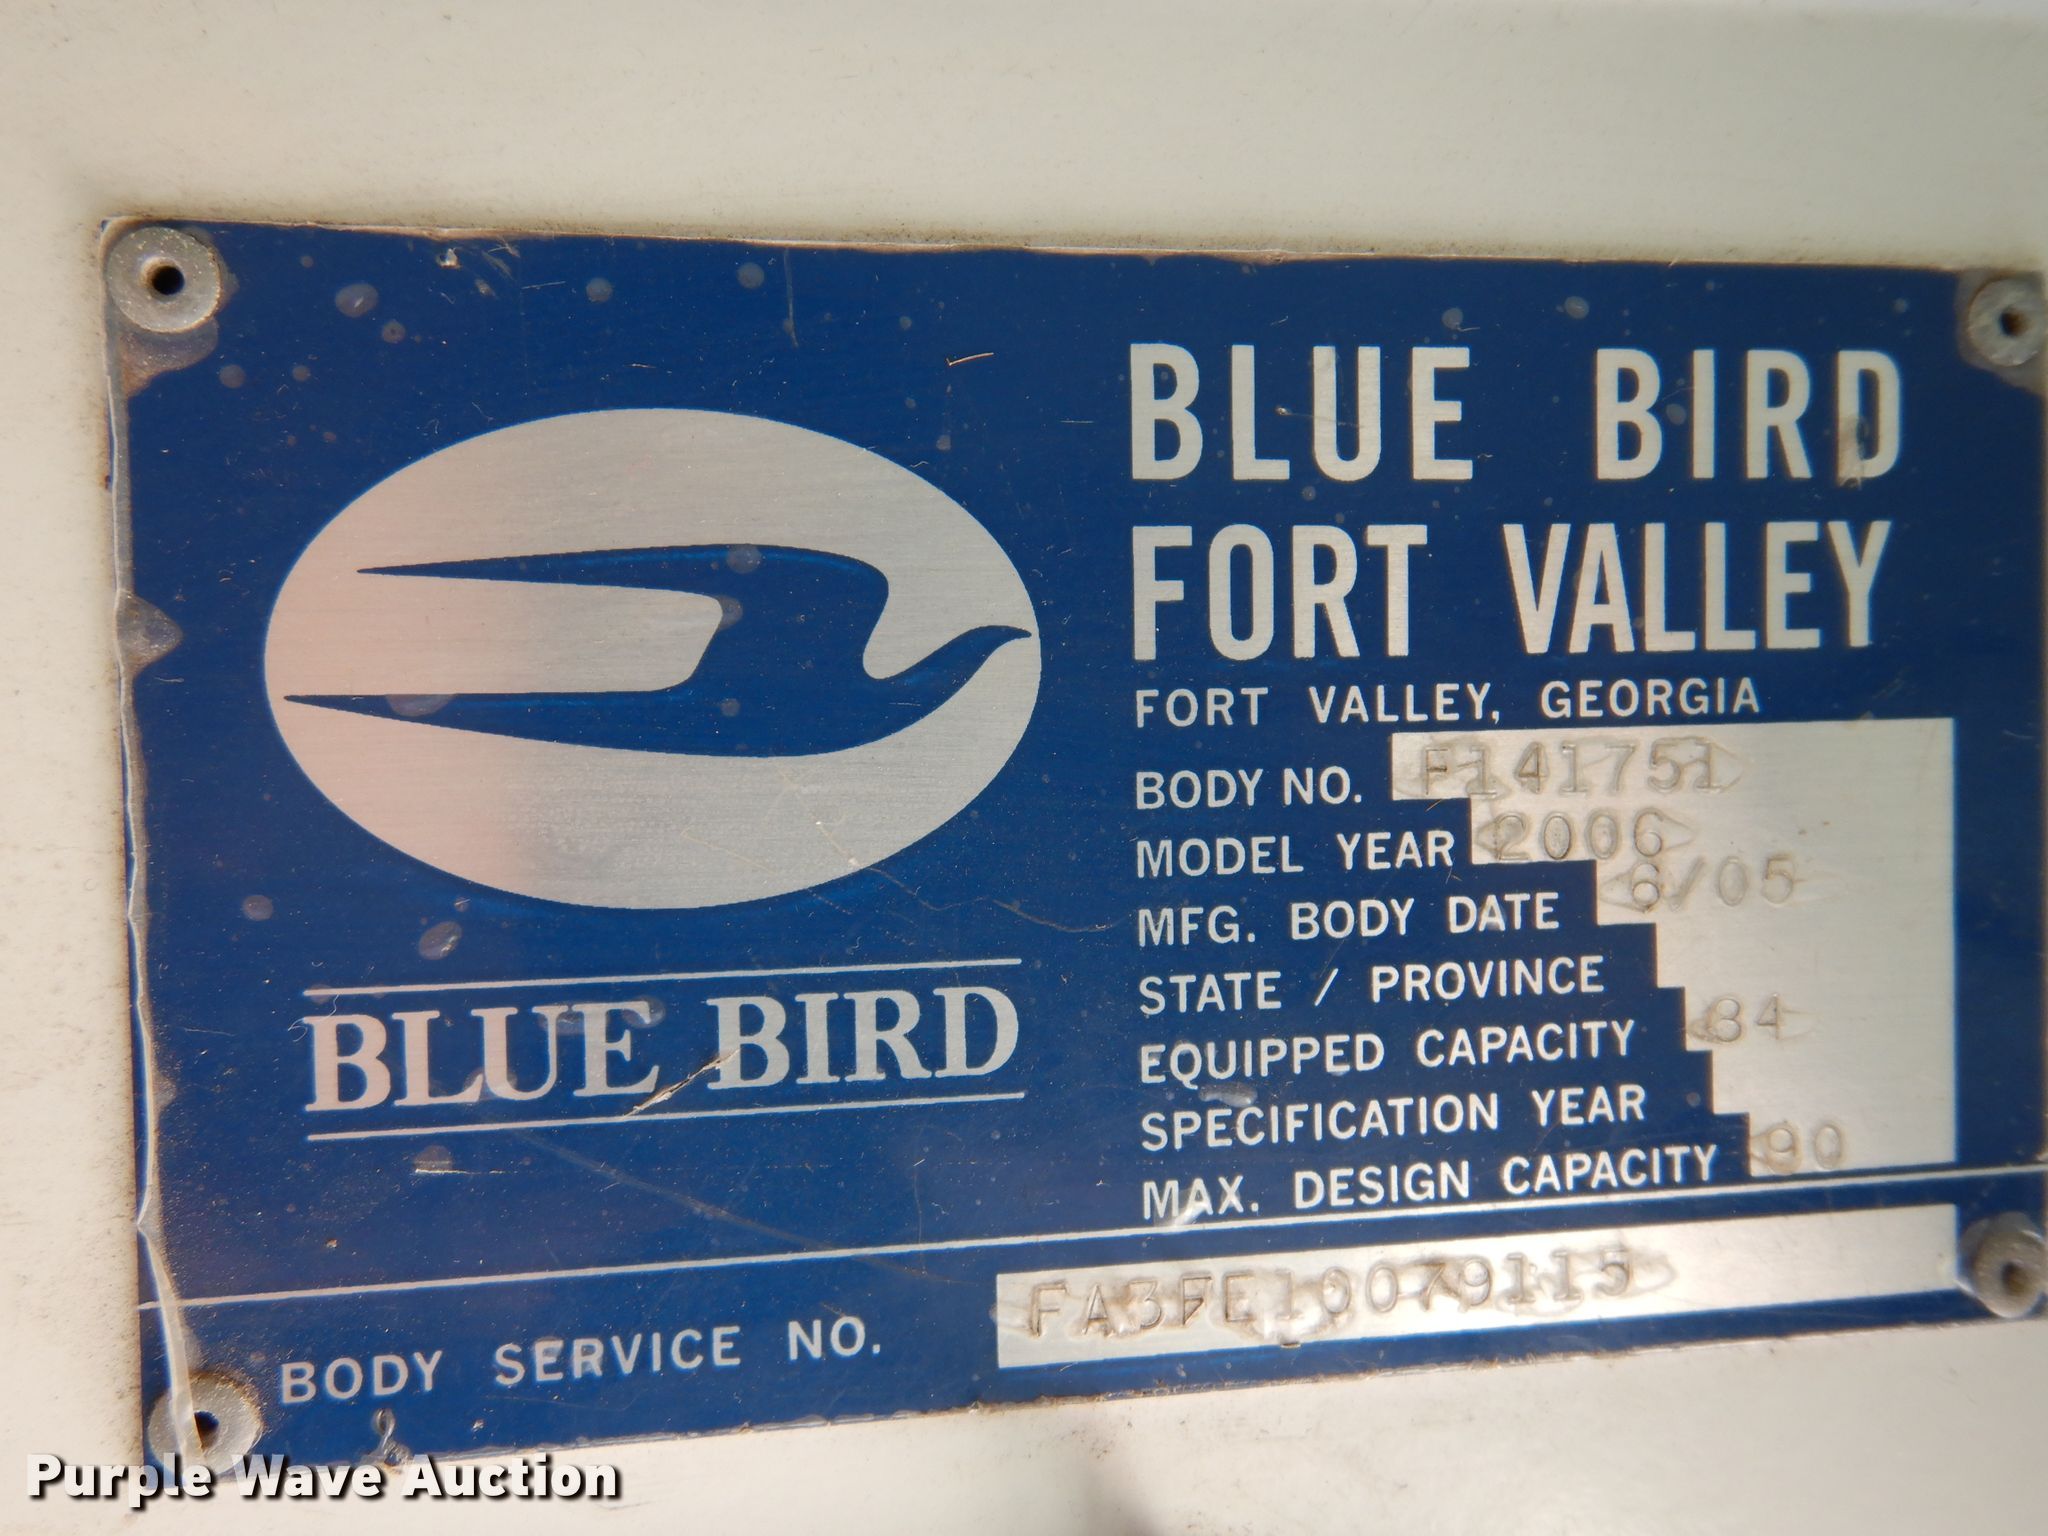 BLUE BIRD
FORT VALLEY
FORT VALLEY, GEORGIA
BODY NO. F141751
MODEL YEAR 2006
MFG. BODY DATE 6/05
STATE / PROVINCE
EQUIPPED CAPACITY 84
SPECIFICATION YEAR
MAX. DESIGN CAPACITY 90
BLUE BIRD
BODY SERVICE NO. FA3FE10079115
Purple Wave Auction